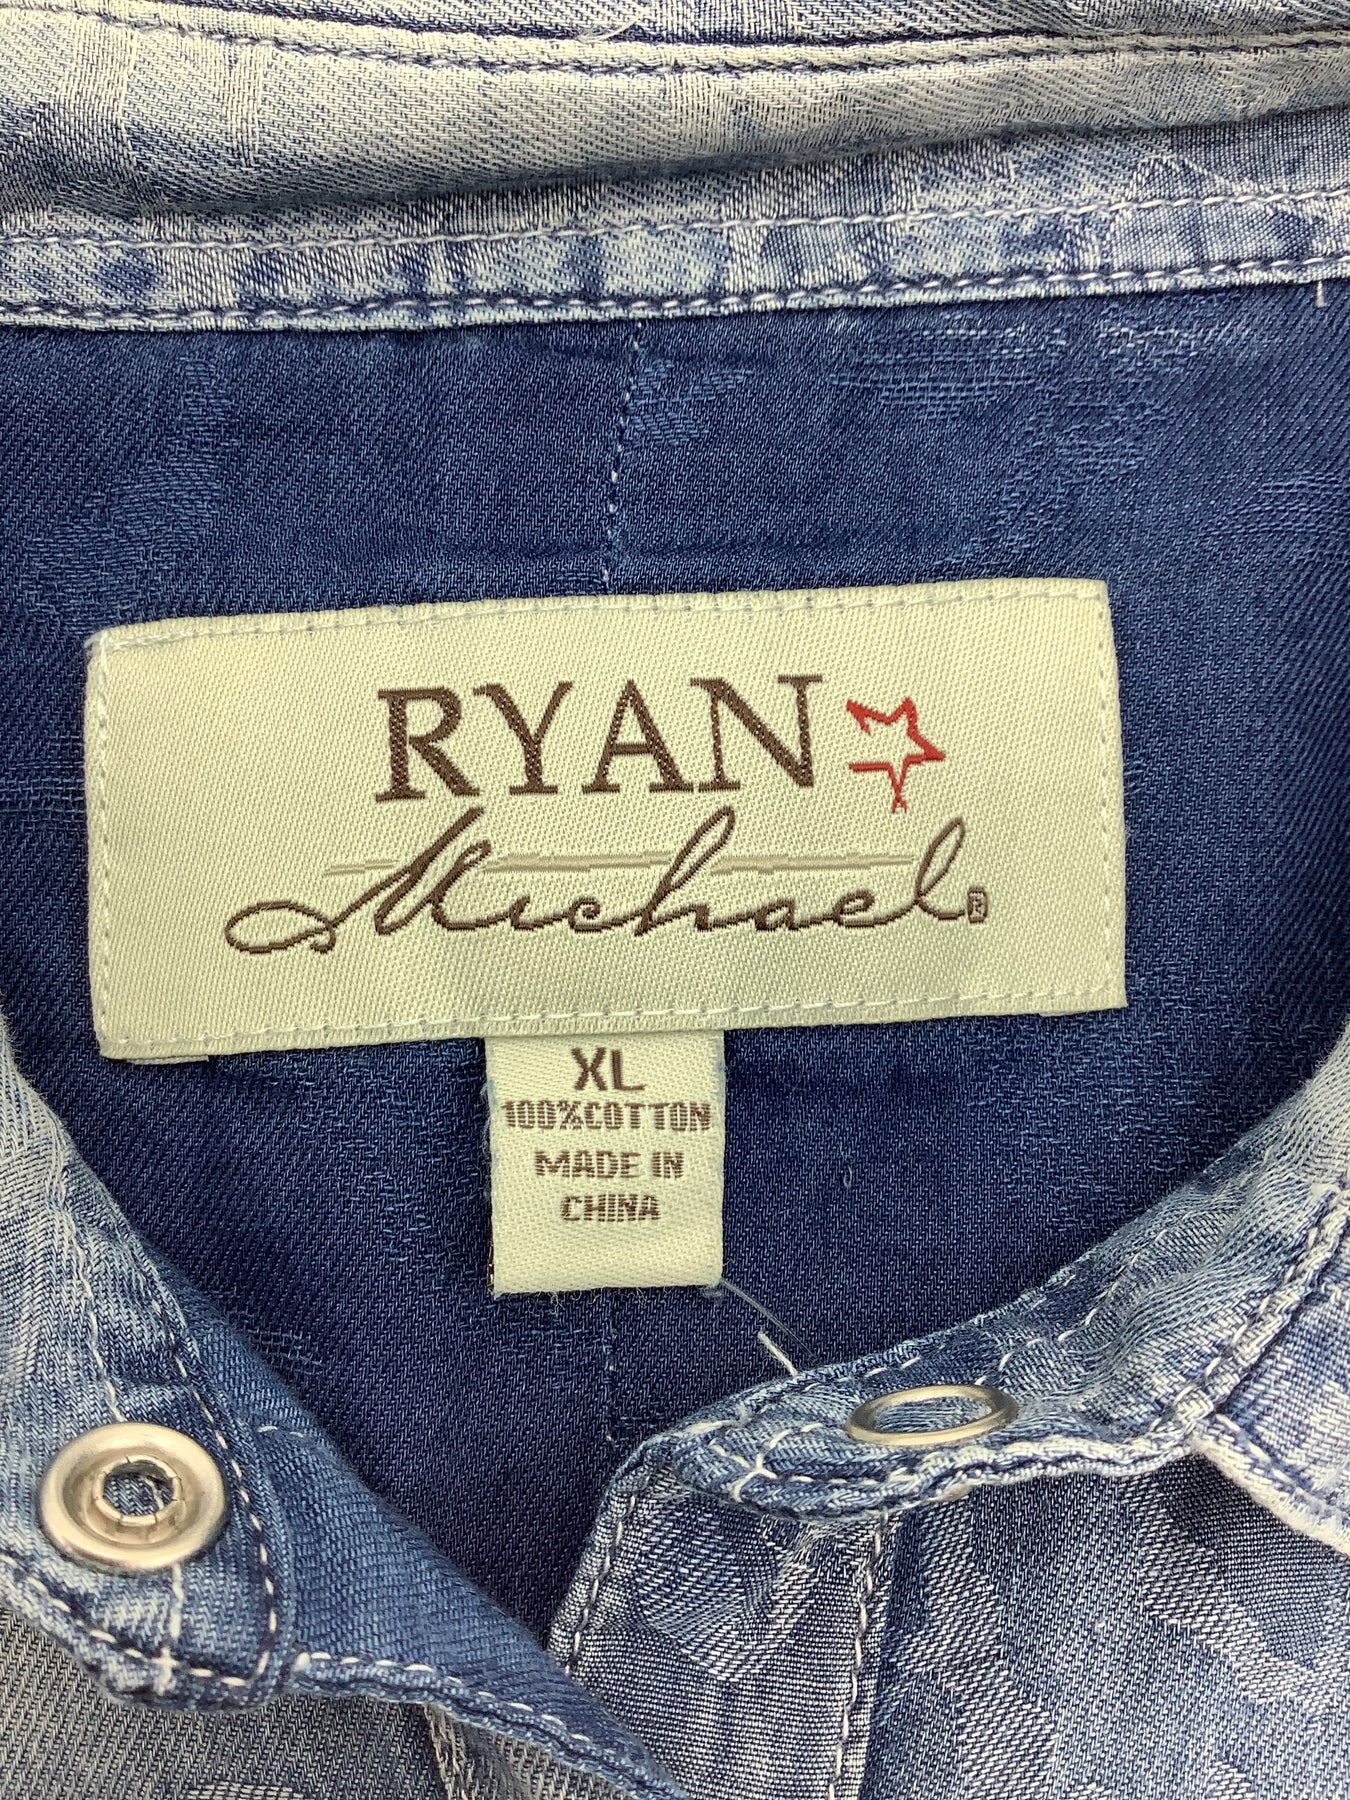 RYAN
Michael®
XL
100%COTTON
MADE IN
CHINA